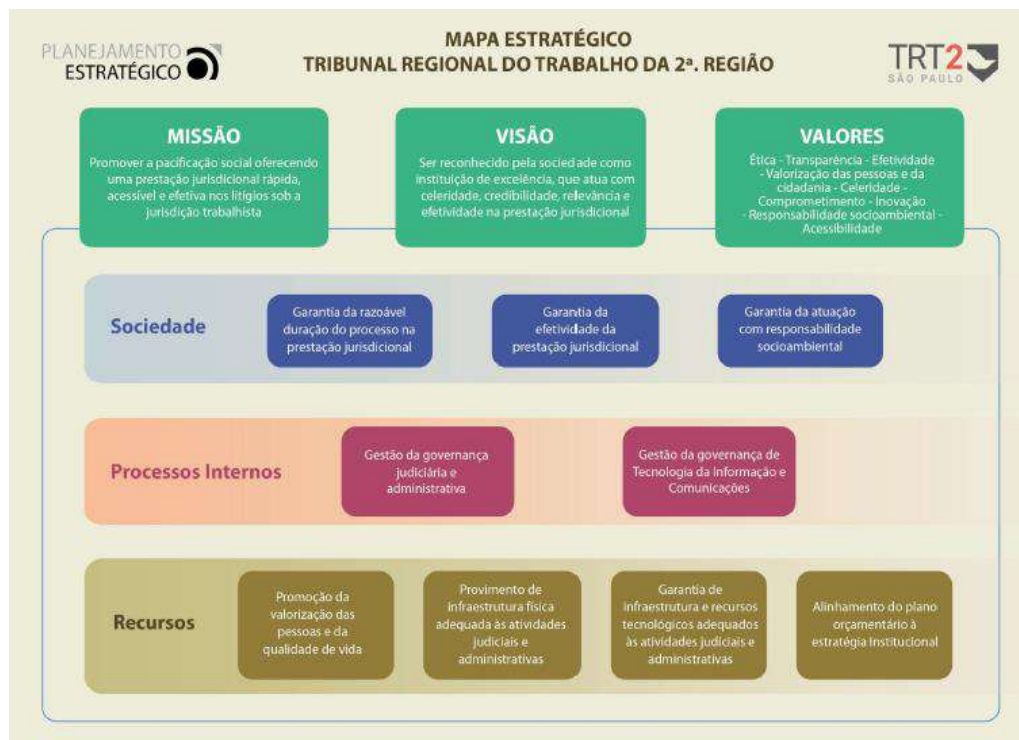 PLANEJAMENTO
ESTRATÉGICO
MAPA ESTRATÉGICO
TRIBUNAL REGIONAL DO TRABALHO DA 2ª. REGIÃO
TRT2
SÃO PAULO
MISSÃO
Promover a pacificação social oferecendo
uma prestação jurisdicional rápida,
acessível e efetiva nos litígios sob a
jurisdição trabalhista
VISÃO
Ser reconhecido pela sociedade como
instituição de excelência, que atua com
celeridade, credibilidade, relevância e
efetividade na prestação jurisdicional
VALORES
Ética - Transparência - Efetividade
- Valorização das pessoas e da
cidadania - Celeridade -
Comprometimento - Inovação
- Responsabilidade socioambiental -
Acessibilidade
Sociedade
Garantia da razoável
duração do processo na
prestação jurisdicional
Garantia da
efetividade da
prestação jurisdicional
Garantia da atuação
com responsabilidade
socioambiental
Processos Internos
Gestão da governança
judiciária e
administrativa
Gestão da governança de
Tecnologia da Informação e
Comunicações
Recursos
Promoção da
valorização das
pessoas e da
qualidade de vida
Provimento de
infraestrutura física
adequada às atividades
judiciais e
administrativas
Garantia de
infraestrutura e recursos
tecnológicos adequados
às atividades judiciais e
administrativas
Alinhamento do plano
orçamentário à
estratégia Institucional